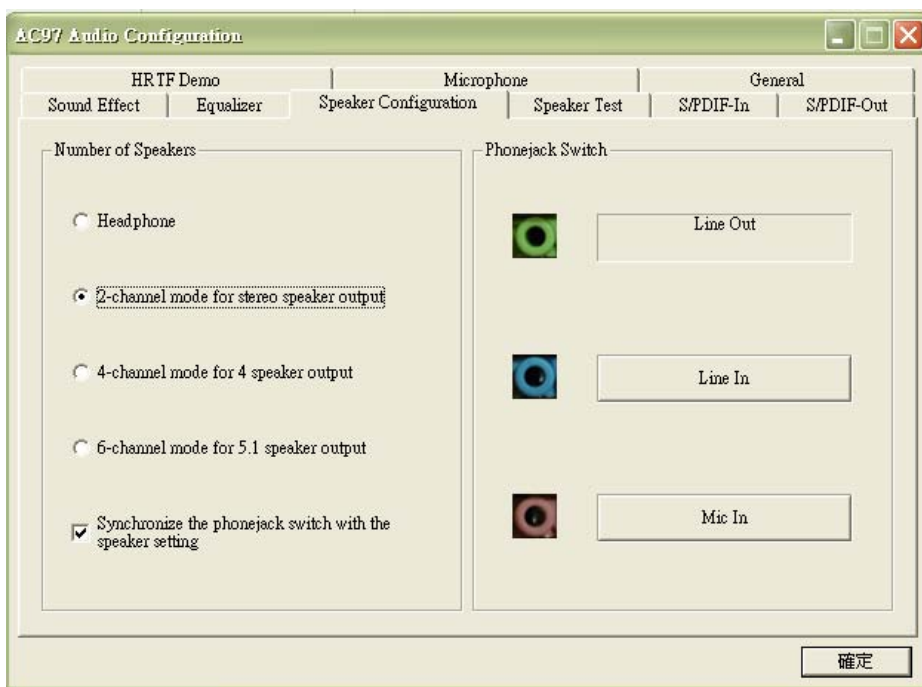 AC97 Audio Configuration
HRTF Demo
Microphone
General
Sound Effect
Equalizer
Speaker Configuration
Speaker Test
S/PDIF-In
S/PDIF-Out
Number of Speakers
Headphone
2-channel mode for stereo speaker output
4-channel mode for 4 speaker output
6-channel mode for 5.1 speaker output
Synchronize the phonejack switch with the
speaker setting
Phonejack Switch
Line Out
Line In
Mic In
確定